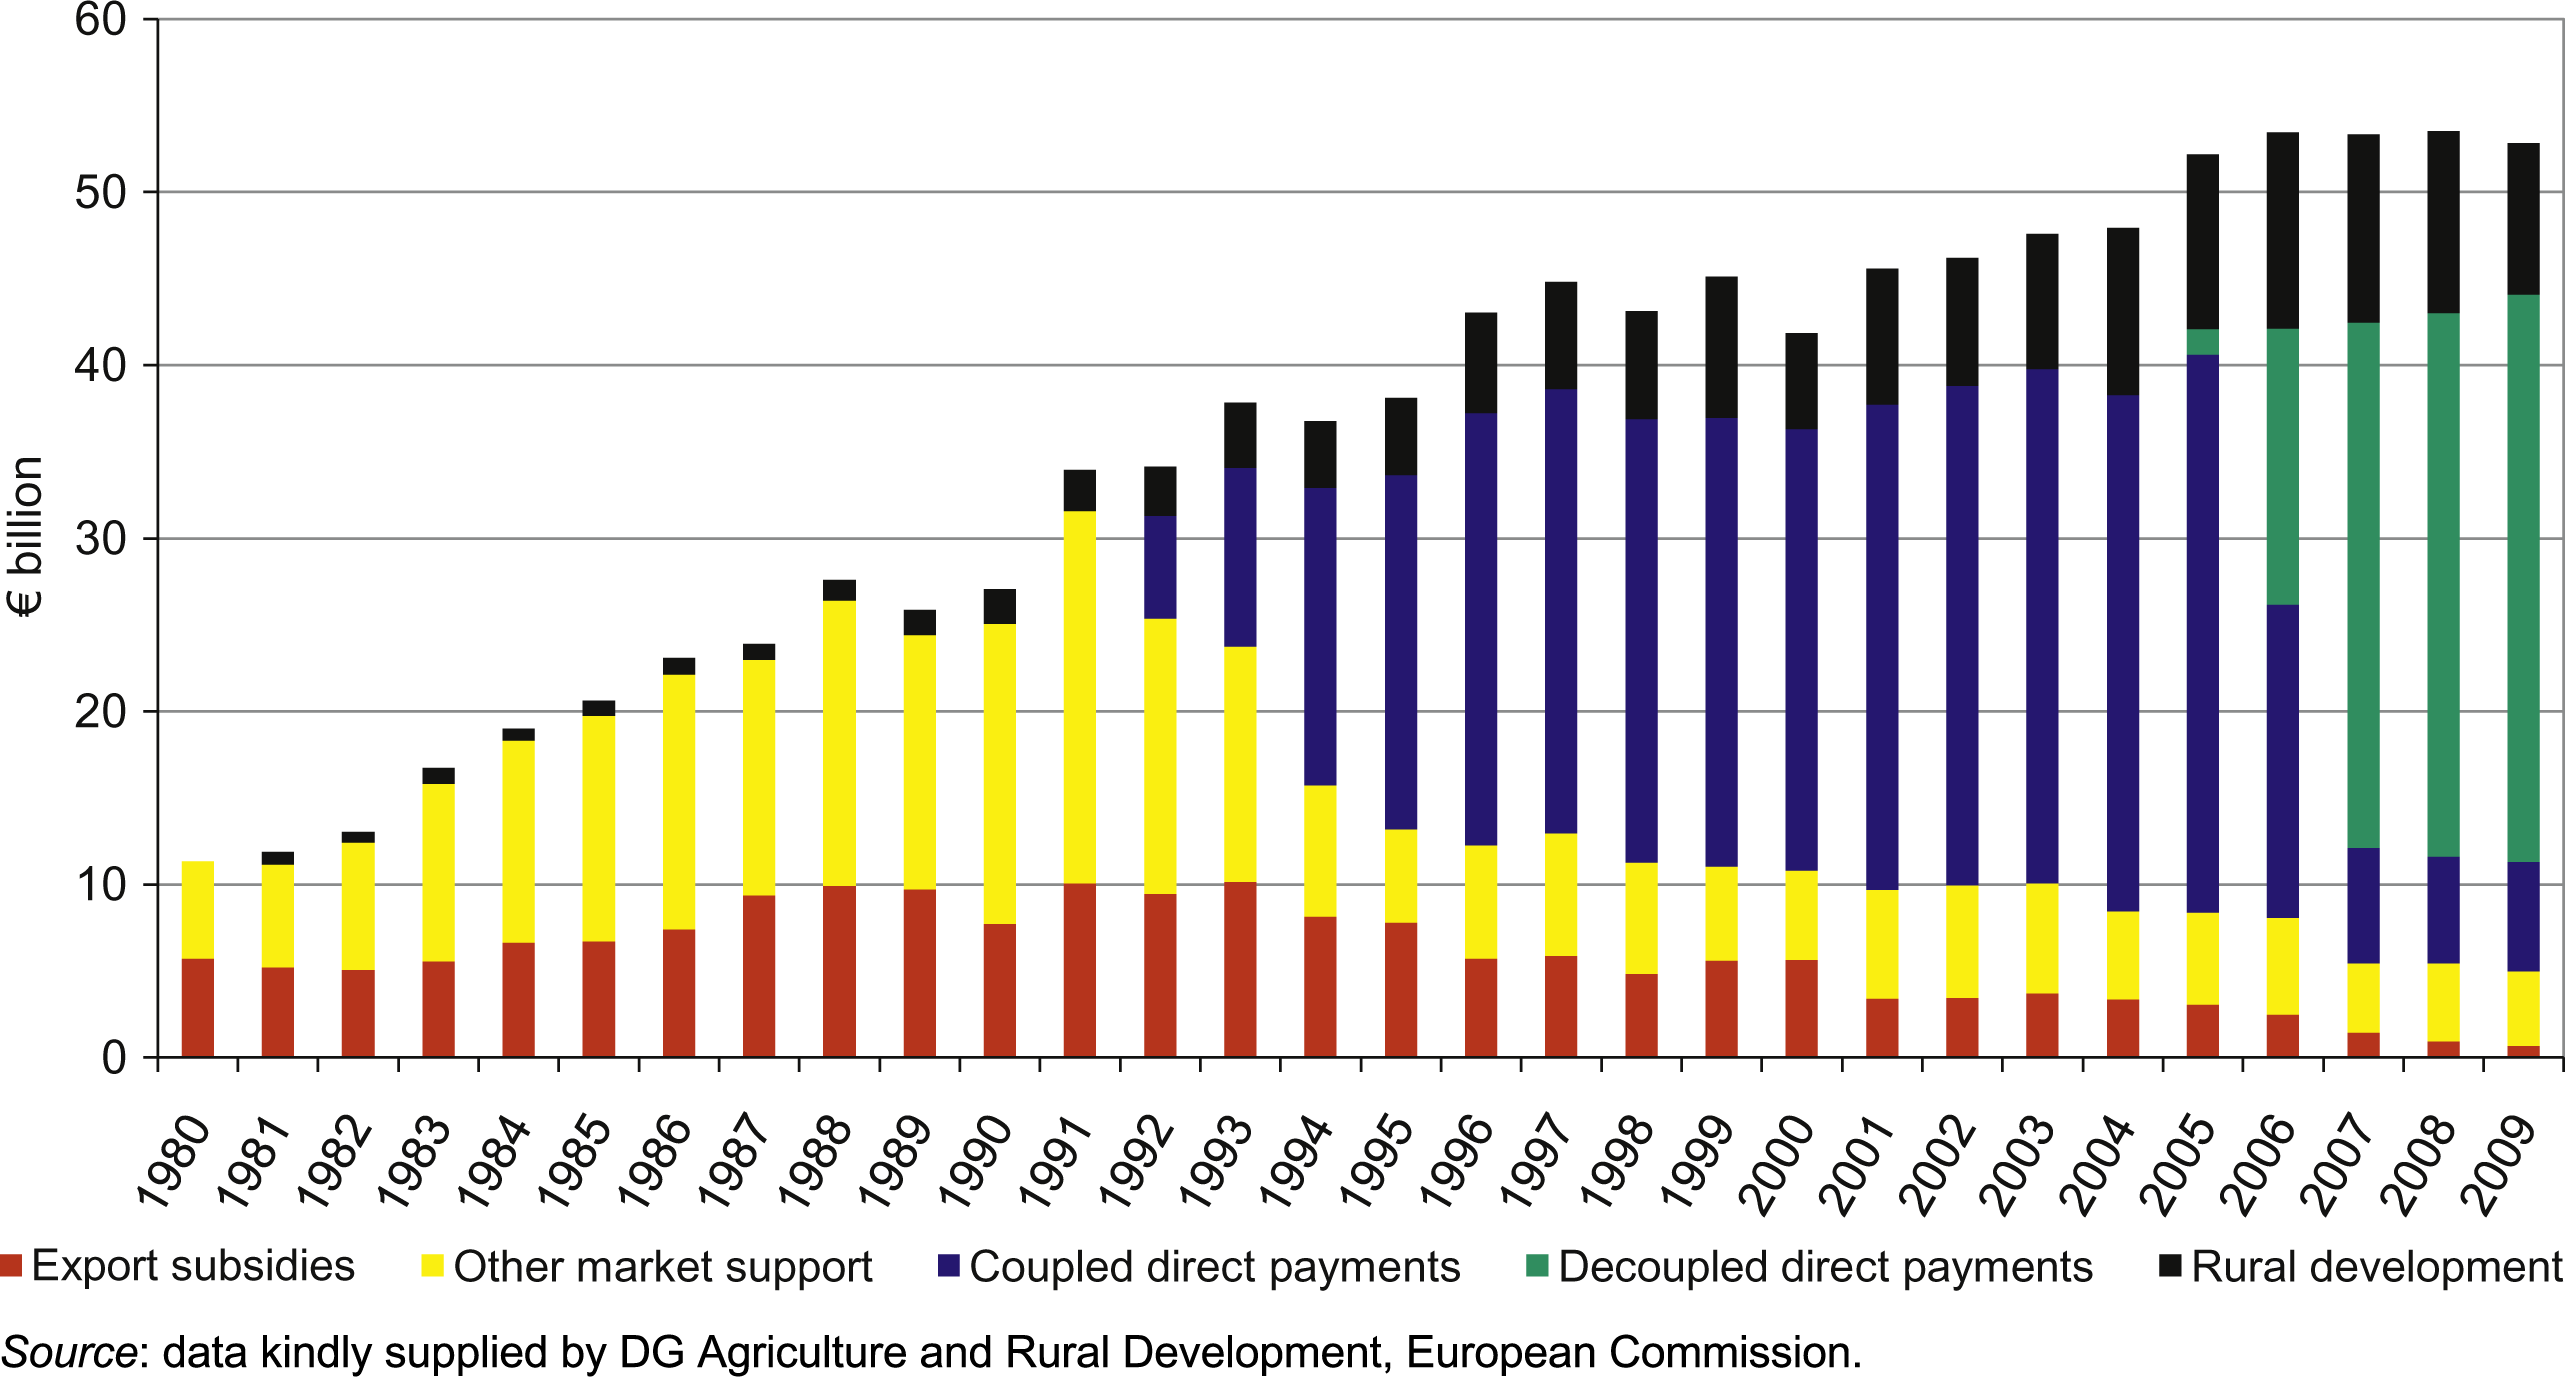 60
50
40
30
20
10
0
€ billion
1980 1981 1982 1983 1984 1985 1986 1987 1988 1989 1990 1991 1992 1993 1994 1995 1996 1997 1998 1999 2000 2001 2002 2003 2004 2005 2006 2007 2008 2009
Export subsidies Other market support Coupled direct payments Decoupled direct payments Rural development
Source: data kindly supplied by DG Agriculture and Rural Development, European Commission.